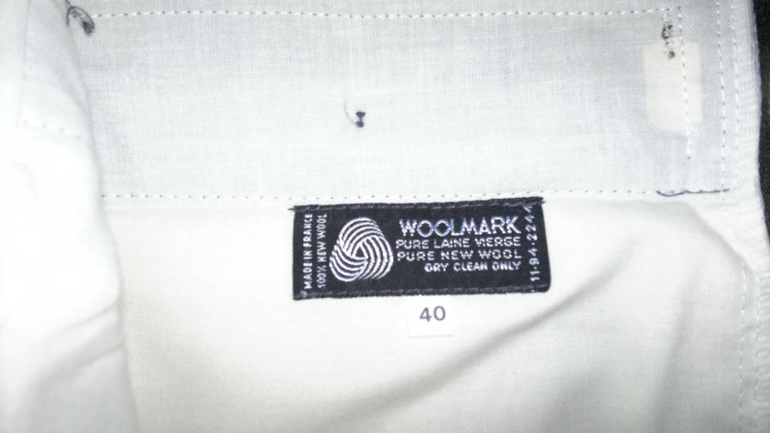 MADE IN FRANCE
100% NEW WOOL
WOOLMARK
PURE LAINE VIERGE
PURE NEW WOOL
DRY CLEAN ONLY
11-94-2244
40